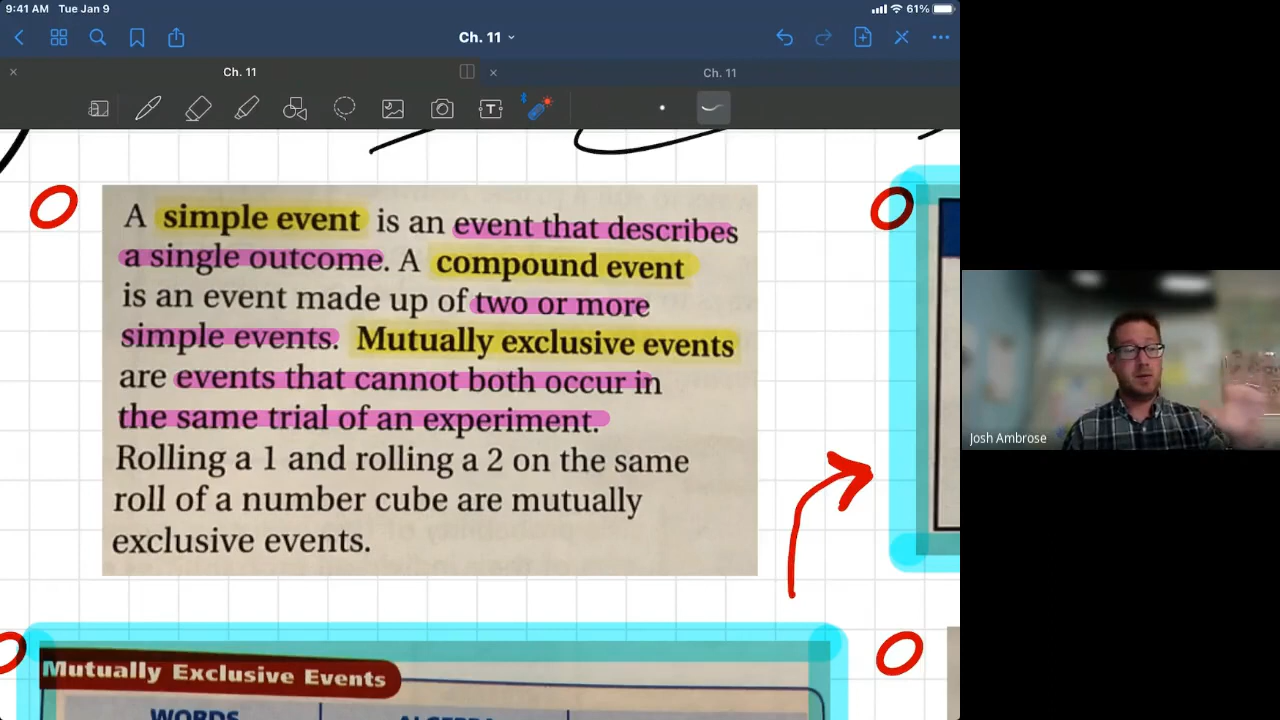 9:41 AM Tue Jan 9
61%
Ch. 11
Ch. 11
Ch. 11
T
A simple event is an event that describes
a single outcome. A compound event
is an event made up of two or more
simple events. Mutually exclusive events
are events that cannot both occur in
the same trial of an experiment.
Rolling a 1 and rolling a 2 on the same
roll of a number cube are mutually
exclusive events.
Josh Ambrose
Mutually Exclusive Events
WORDS
ALGEBRA